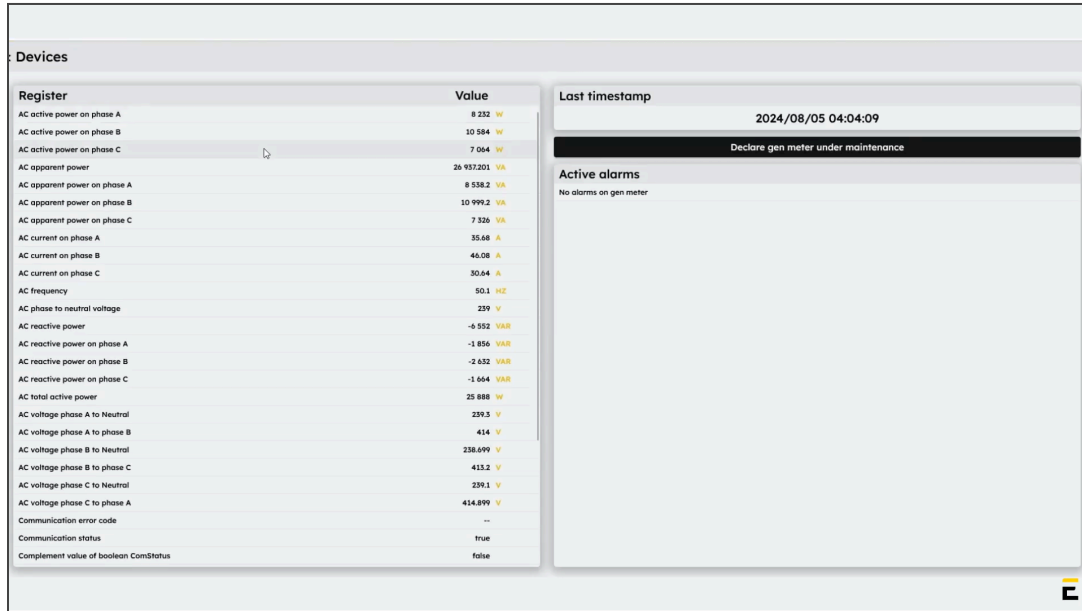 Devices
Register Value
AC active power on phase A 8 232 W
AC active power on phase B 10 584 W
AC active power on phase C 7 064 W
AC apparent power 26 937.201 VA
AC apparent power on phase A 8 538.2 VA
AC apparent power on phase B 10 999.2 VA
AC apparent power on phase C 7 326 VA
AC current on phase A 35.68 A
AC current on phase B 46.08 A
AC current on phase C 30.64 A
AC frequency 50.1 HZ
AC phase to neutral voltage 239 V
AC reactive power -6 552 VAR
AC reactive power on phase A -1 856 VAR
AC reactive power on phase B -2 632 VAR
AC reactive power on phase C -1 664 VAR
AC total active power 25 888 W
AC voltage phase A to Neutral 239.3 V
AC voltage phase A to phase B 414 V
AC voltage phase B to Neutral 238.699 V
AC voltage phase B to phase C 413.2 V
AC voltage phase C to Neutral 239.1 V
AC voltage phase C to phase A 414.899 V
Communication error code --
Communication status true
Complement value of boolean ComStatus false
Last timestamp
2024/08/05 04:04:09
Declare gen meter under maintenance
Active alarms
No alarms on gen meter